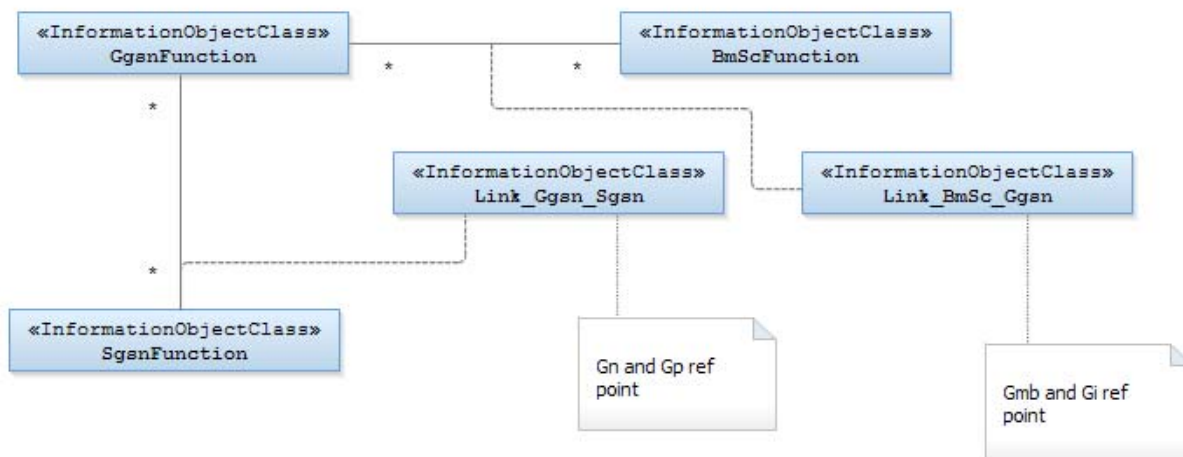 «InformationObjectClass»
GgsnFunction
«InformationObjectClass»
BmScFunction
*
*
*
«InformationObjectClass»
Link_Ggsn_Sgsn
«InformationObjectClass»
Link_BmSc_Ggsn
*
«InformationObjectClass»
SgsnFunction
Gn and Gp ref
point
Gmb and Gi ref
point